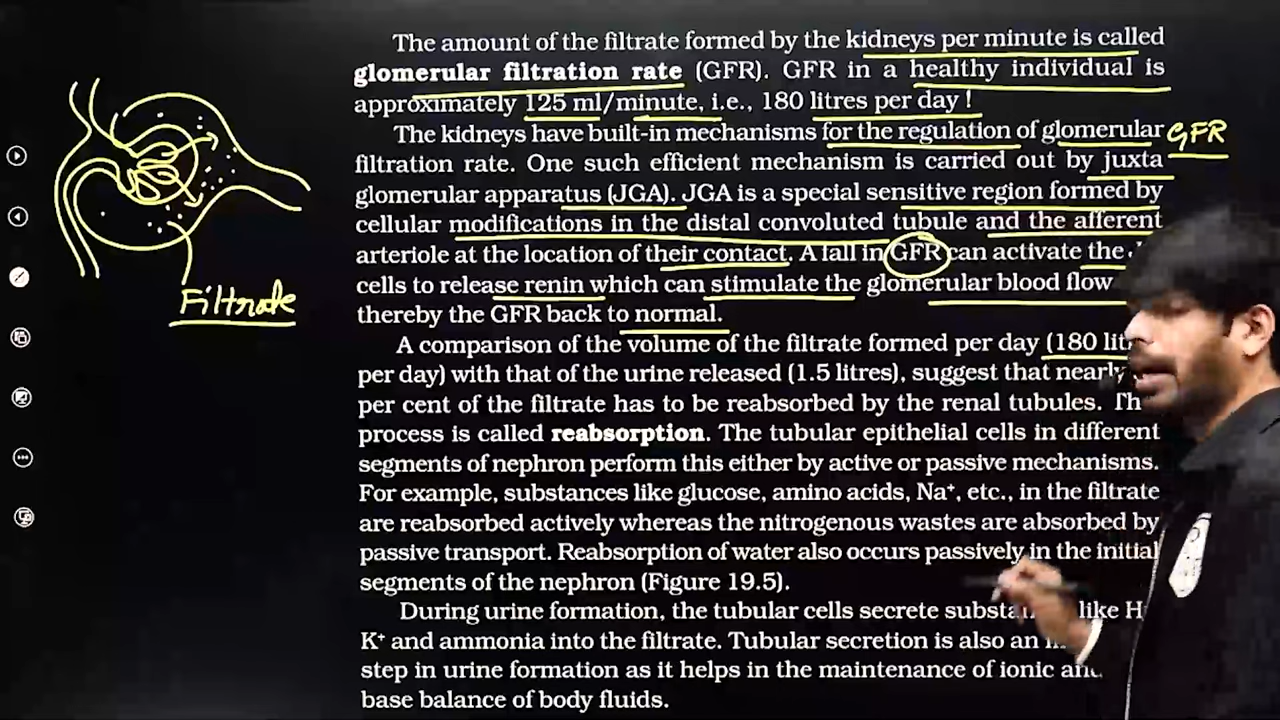 The amount of the filtrate formed by the kidneys per minute is called
glomerular filtration rate (GFR). GFR in a healthy individual is
approximately 125 ml/minute, i.e., 180 litres per day !
The kidneys have built-in mechanisms for the regulation of glomerular
GFR
filtration rate. One such efficient mechanism is carried out by juxta
glomerular apparatus (JGA). JGA is a special sensitive region formed by
cellular modifications in the distal convoluted tubule and the afferent
arteriole at the location of their contact. A fall in GFR can activate the
cells to release renin which can stimulate the glomerular blood flow
thereby the GFR back to normal.
Filtrate
A comparison of the volume of the filtrate formed per day (180
per day) with that of the urine released (1.5 litres), suggest that nearly
per cent of the filtrate has to be reabsorbed by the renal tubules.
process is called reabsorption. The tubular epithelial cells in different
segments of nephron perform this either by active or passive mechanisms.
For example, substances like glucose, amino acids, Na⁺, etc., in the filtrate
are reabsorbed actively whereas the nitrogenous wastes are absorbed by
passive transport. Reabsorption of water also occurs passively in the initial
segments of the nephron (Figure 19.5).
During urine formation, the tubular cells secrete like
K⁺ and ammonia into the filtrate. Tubular secretion is also an
step in urine formation as it helps in the maintenance of ionic
base balance of body fluids.